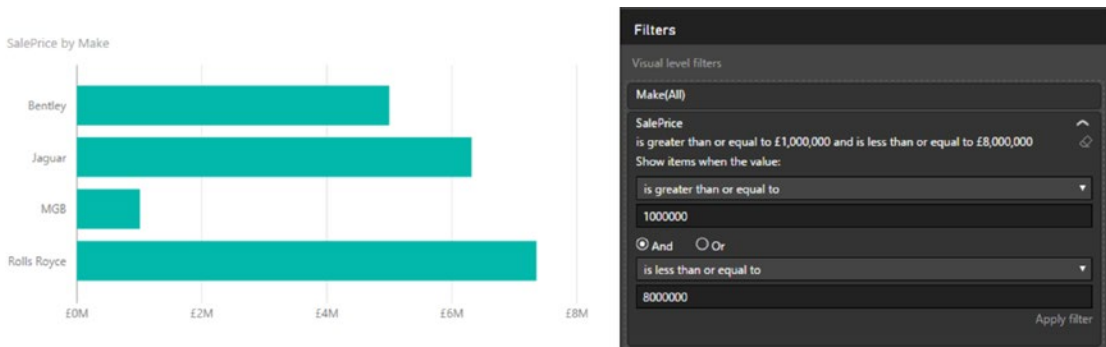 SalePrice by Make
Bentley
Jaguar
MGB
Rolls Royce
£0M £2M £4M £6M £8M
Filters
Visual level filters
Make(All)
SalePrice
is greater than or equal to £1,000,000 and is less than or equal to £8,000,000
Show items when the value:
is greater than or equal to
1000000
And Or
is less than or equal to
8000000
Apply filter